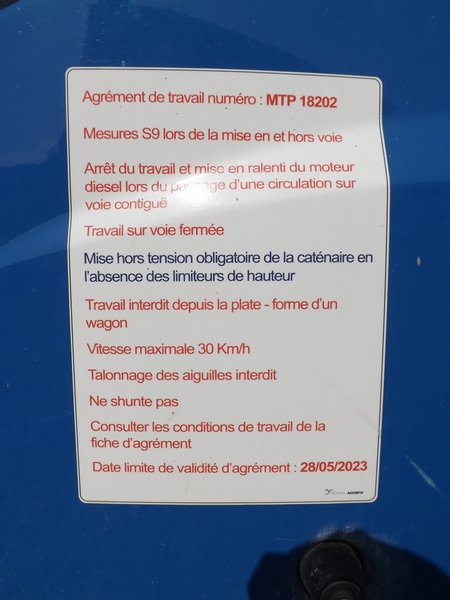 Agrément de travail numéro : MTP 18202
Mesures S9 lors de la mise en et hors voie
Arrêt du travail et mise en ralenti du moteur
diesel lors du passage d'une circulation sur
voie contiguë
Travail sur voie fermée
Mise hors tension obligatoire de la caténaire en
l'absence des limiteurs de hauteur
Travail interdit depuis la plate - forme d'un
wagon
Vitesse maximale 30 Km/h
Talonnage des aiguilles interdit
Ne shunte pas
Consulter les conditions de travail de la
fiche d'agrément
Date limite de validité d'agrément : 28/05/2023